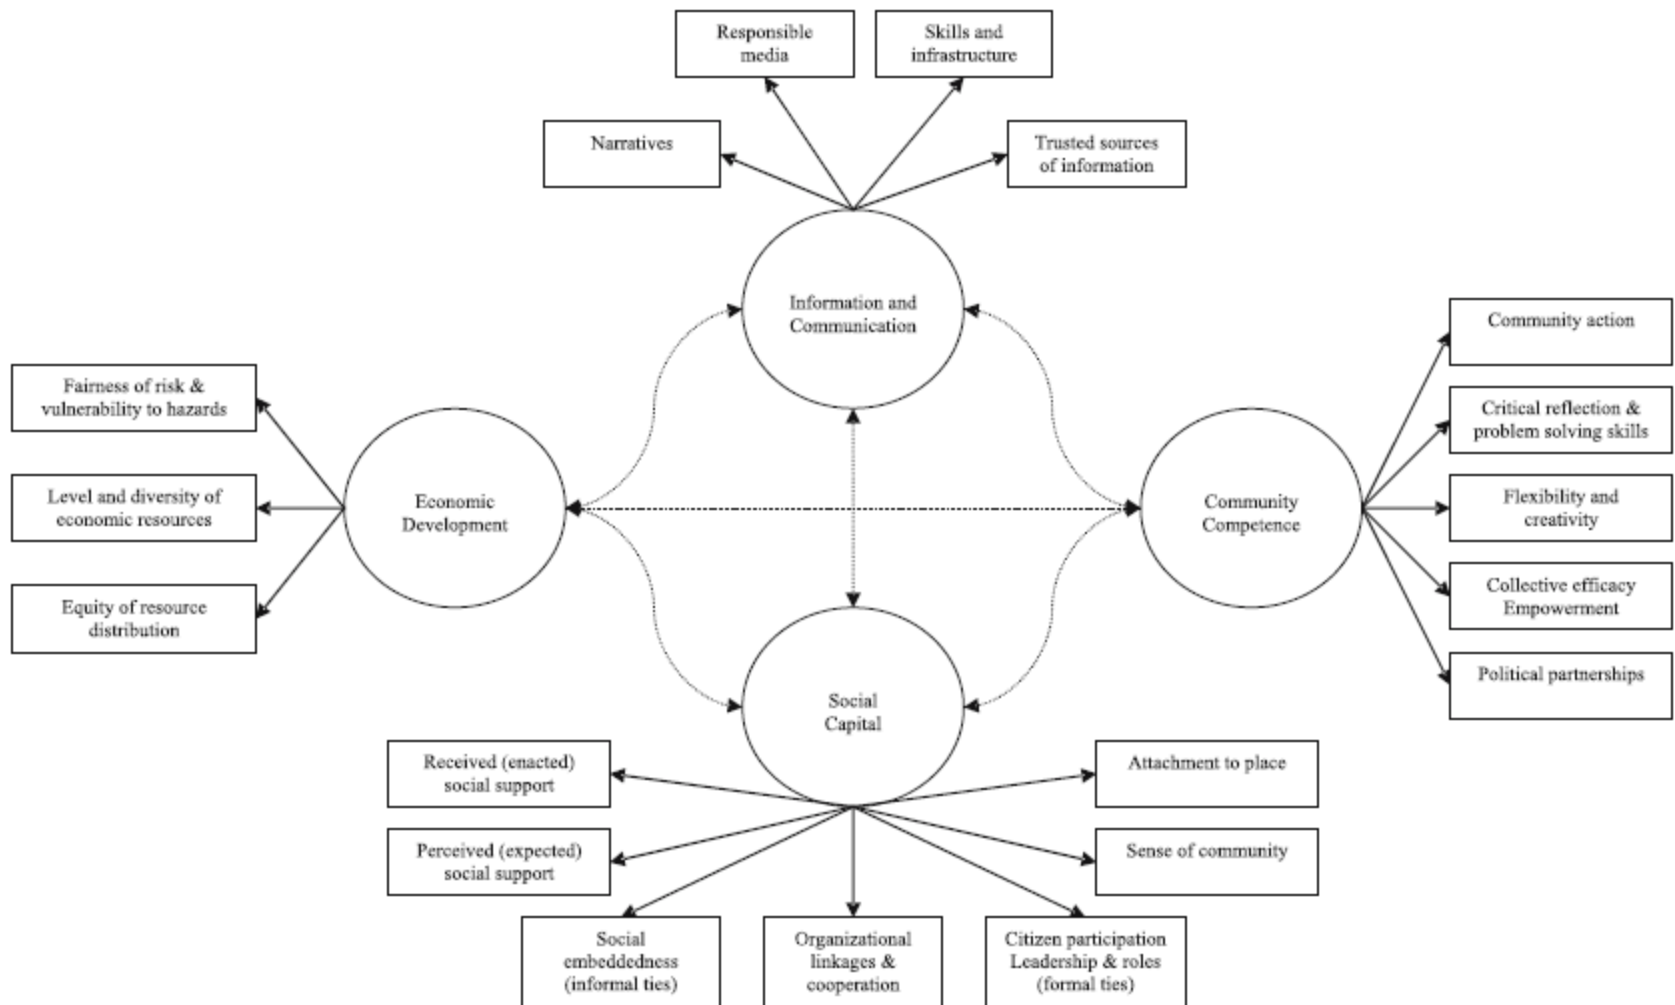 Responsible
media
Skills and
infrastructure
Narratives
Trusted sources
of information
Information and
Communication
Fairness of risk &
vulnerability to hazards
Level and diversity of
economic resources
Equity of resource
distribution
Economic
Development
Community
Competence
Community action
Critical reflection &
problem solving skills
Flexibility and
creativity
Collective efficacy
Empowerment
Political partnerships
Social
Capital
Received (enacted)
social support
Perceived (expected)
social support
Social
embeddedness
(informal ties)
Organizational
linkages &
cooperation
Citizen participation
Leadership & roles
(formal ties)
Attachment to place
Sense of community